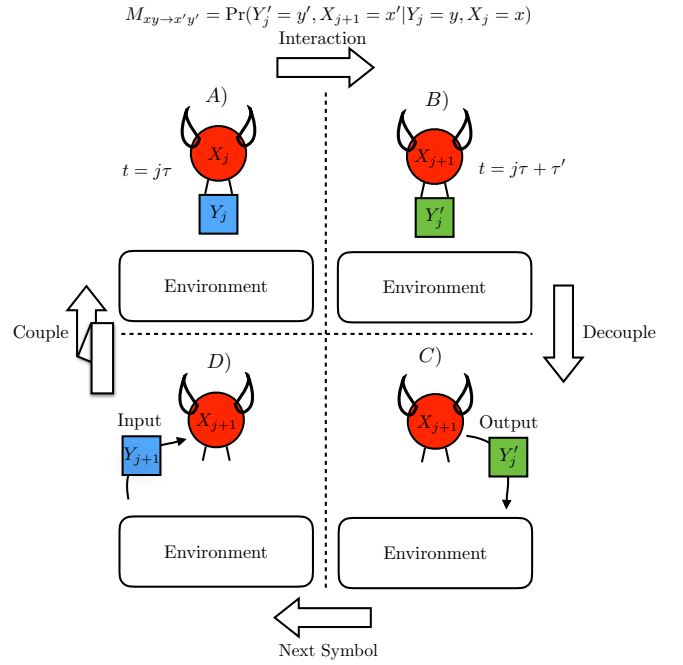 M_{xy→x'y'} = Pr(Y'_j = y', X_{j+1} = x'|Y_j = y, X_j = x)
Interaction
A)
B)
X_j
X_{j+1}
t = jτ
t = jτ + τ'
Y_j
Y'_j
Environment
Environment
Couple
Decouple
D)
C)
X_{j+1}
X_{j+1}
Input
Output
Y_{j+1}
Y'_j
Environment
Environment
Next Symbol